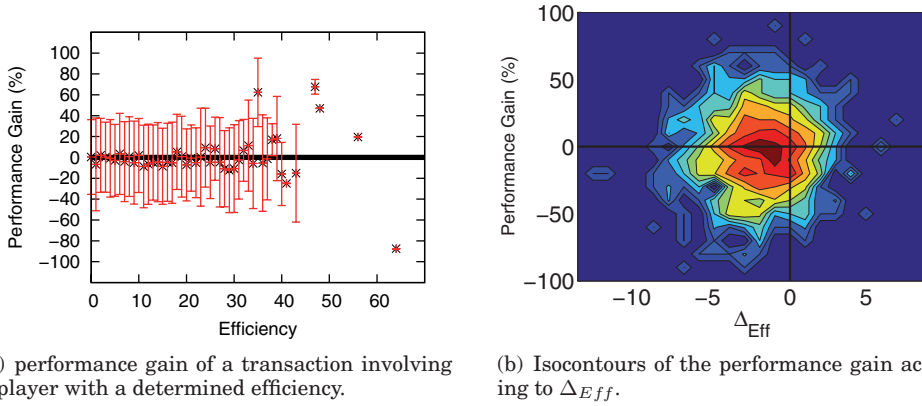 100
80
60
40
20
0
−20
−40
−60
−80
−100
Performance Gain (%)
0 10 20 30 40 50 60
Efficiency
) performance gain of a transaction involving
player with a determined efficiency.
100
50
0
−50
−100
Performance Gain (%)
−10 −5 0 5
ΔEff
(b) Isocontours of the performance gain ac
ing to ΔEff.